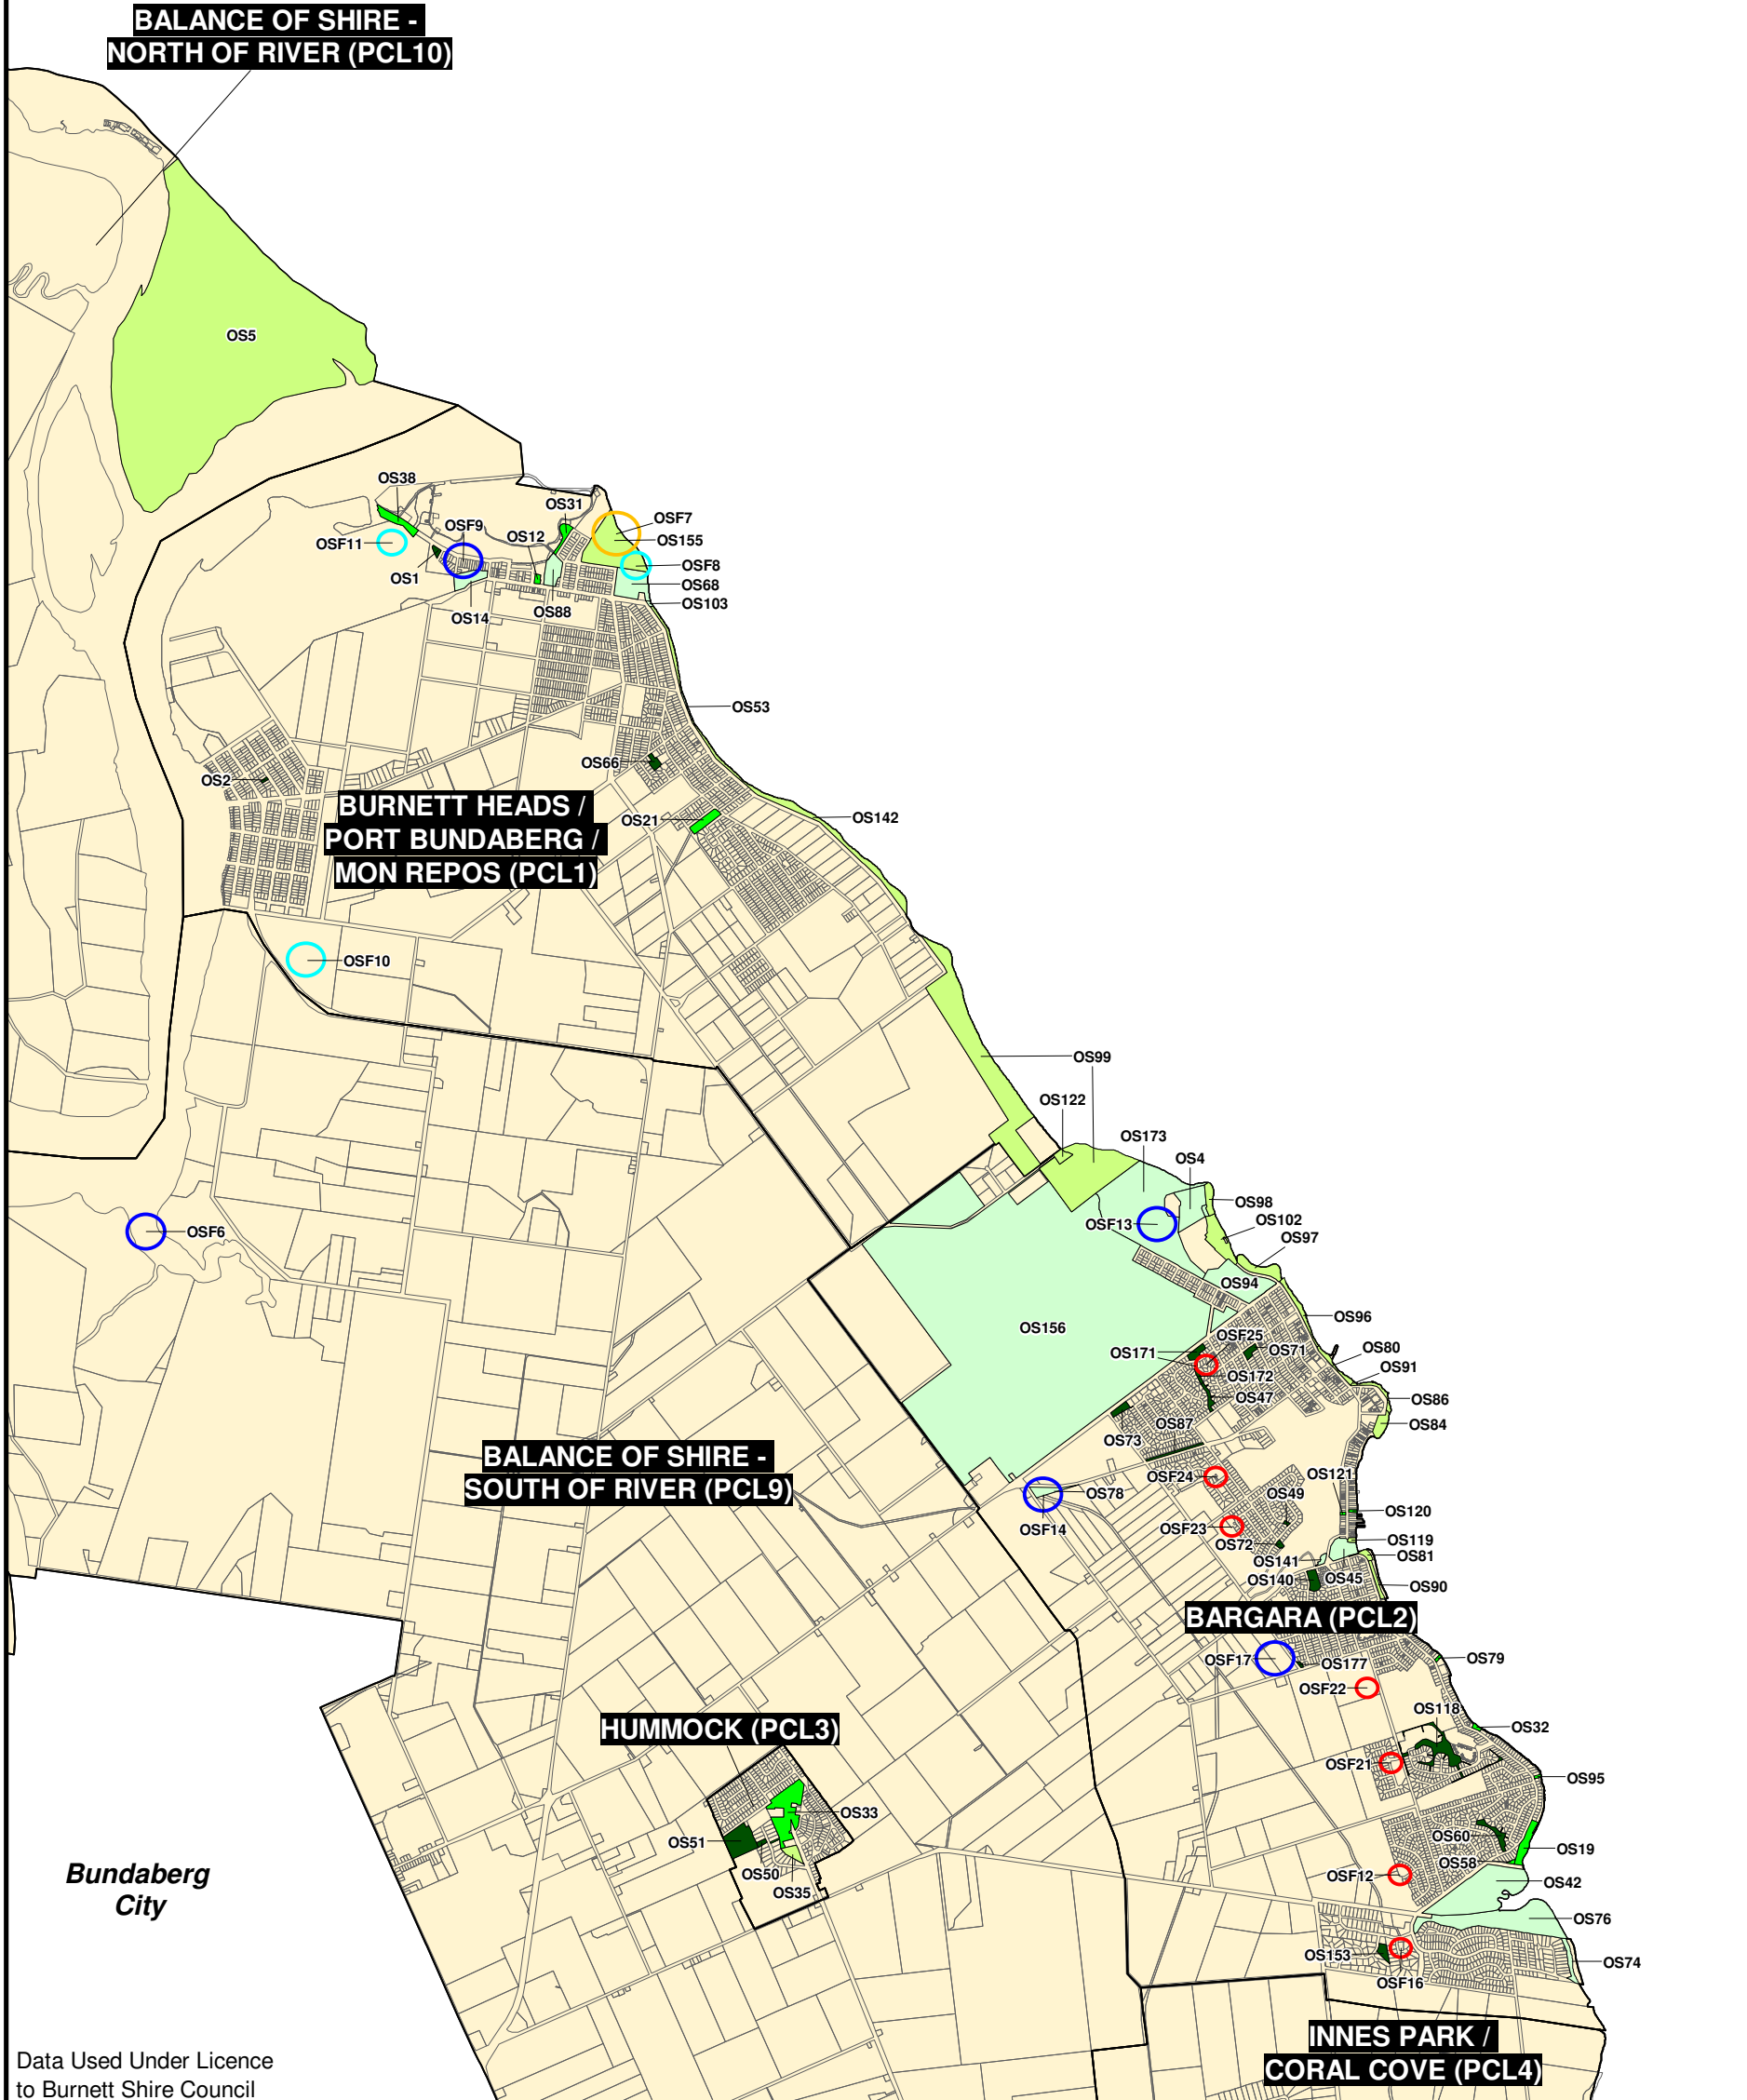 BALANCE OF SHIRE -
NORTH OF RIVER (PCL10)
OS5
OS38
OS31
OSF7
OSF9
OS12
OS155
OSF11
OSF8
OS1
OS68
OS103
OS14
OS88
OS53
OS66
OS2
BURNETT HEADS /
PORT BUNDABERG /
MON REPOS (PCL1)
OS21
OS142
OSF10
OS99
OS122
OS173
OS4
OS98
OS102
OSF13
OS97
OSF6
OS94
OS96
OS156
OSF25
OS80
OS171
OS71
OS91
OS172
OS47
OS86
OS87
OS84
OS73
BALANCE OF SHIRE -
SOUTH OF RIVER (PCL9)
OSF24
OS121
OS78
OS49
OS120
OSF14
OSF23
OS72
OS119
OS141
OS81
OS140
OS45
OS90
BARGARA (PCL2)
OSF17
OS177
OS79
OSF22
OS118
HUMMOCK (PCL3)
OS32
OSF21
OS95
OS33
OS51
OS60
OS19
OS50
OS58
OSF12
OS42
OS35
Bundaberg
City
OS76
OS153
OS74
OSF16
INNES PARK /
CORAL COVE (PCL4)
Data Used Under Licence
to Burnett Shire Council